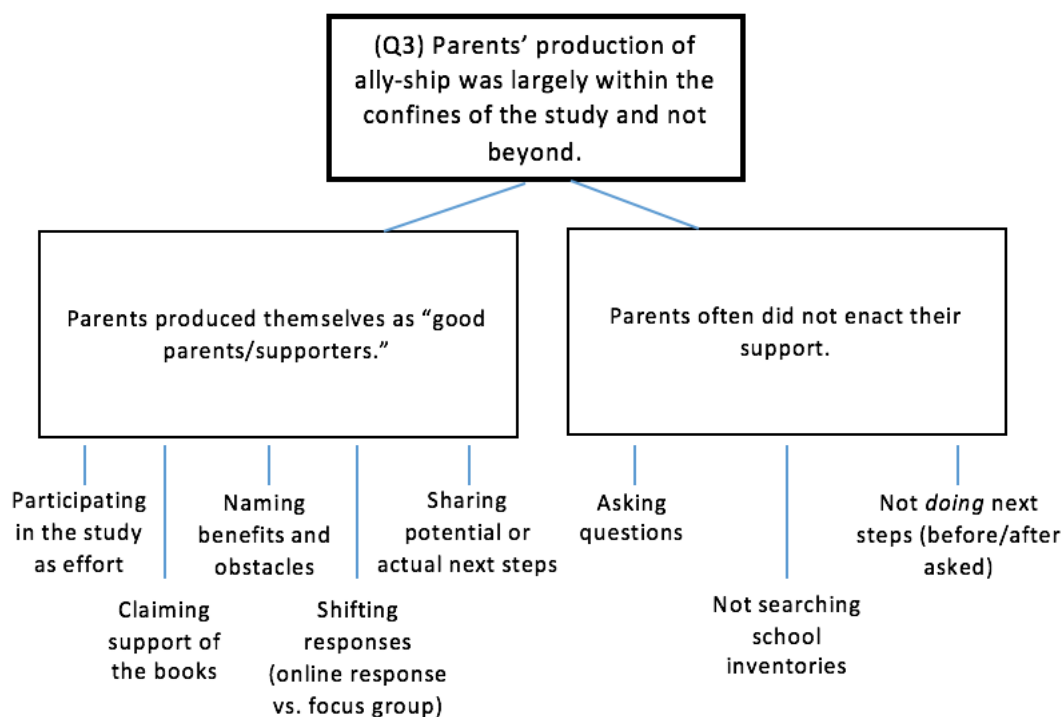 (Q3) Parents’ production of
ally-ship was largely within the
confines of the study and not
beyond.
Parents produced themselves as “good
parents/supporters.”
Parents often did not enact their
support.
Participating
in the study
as effort
Claiming
support of
the books
Naming
benefits and
obstacles
Shifting
responses
(online response
vs. focus group)
Sharing
potential or
actual next steps
Asking
questions
Not searching
school
inventories
Not doing next
steps (before/after
asked)